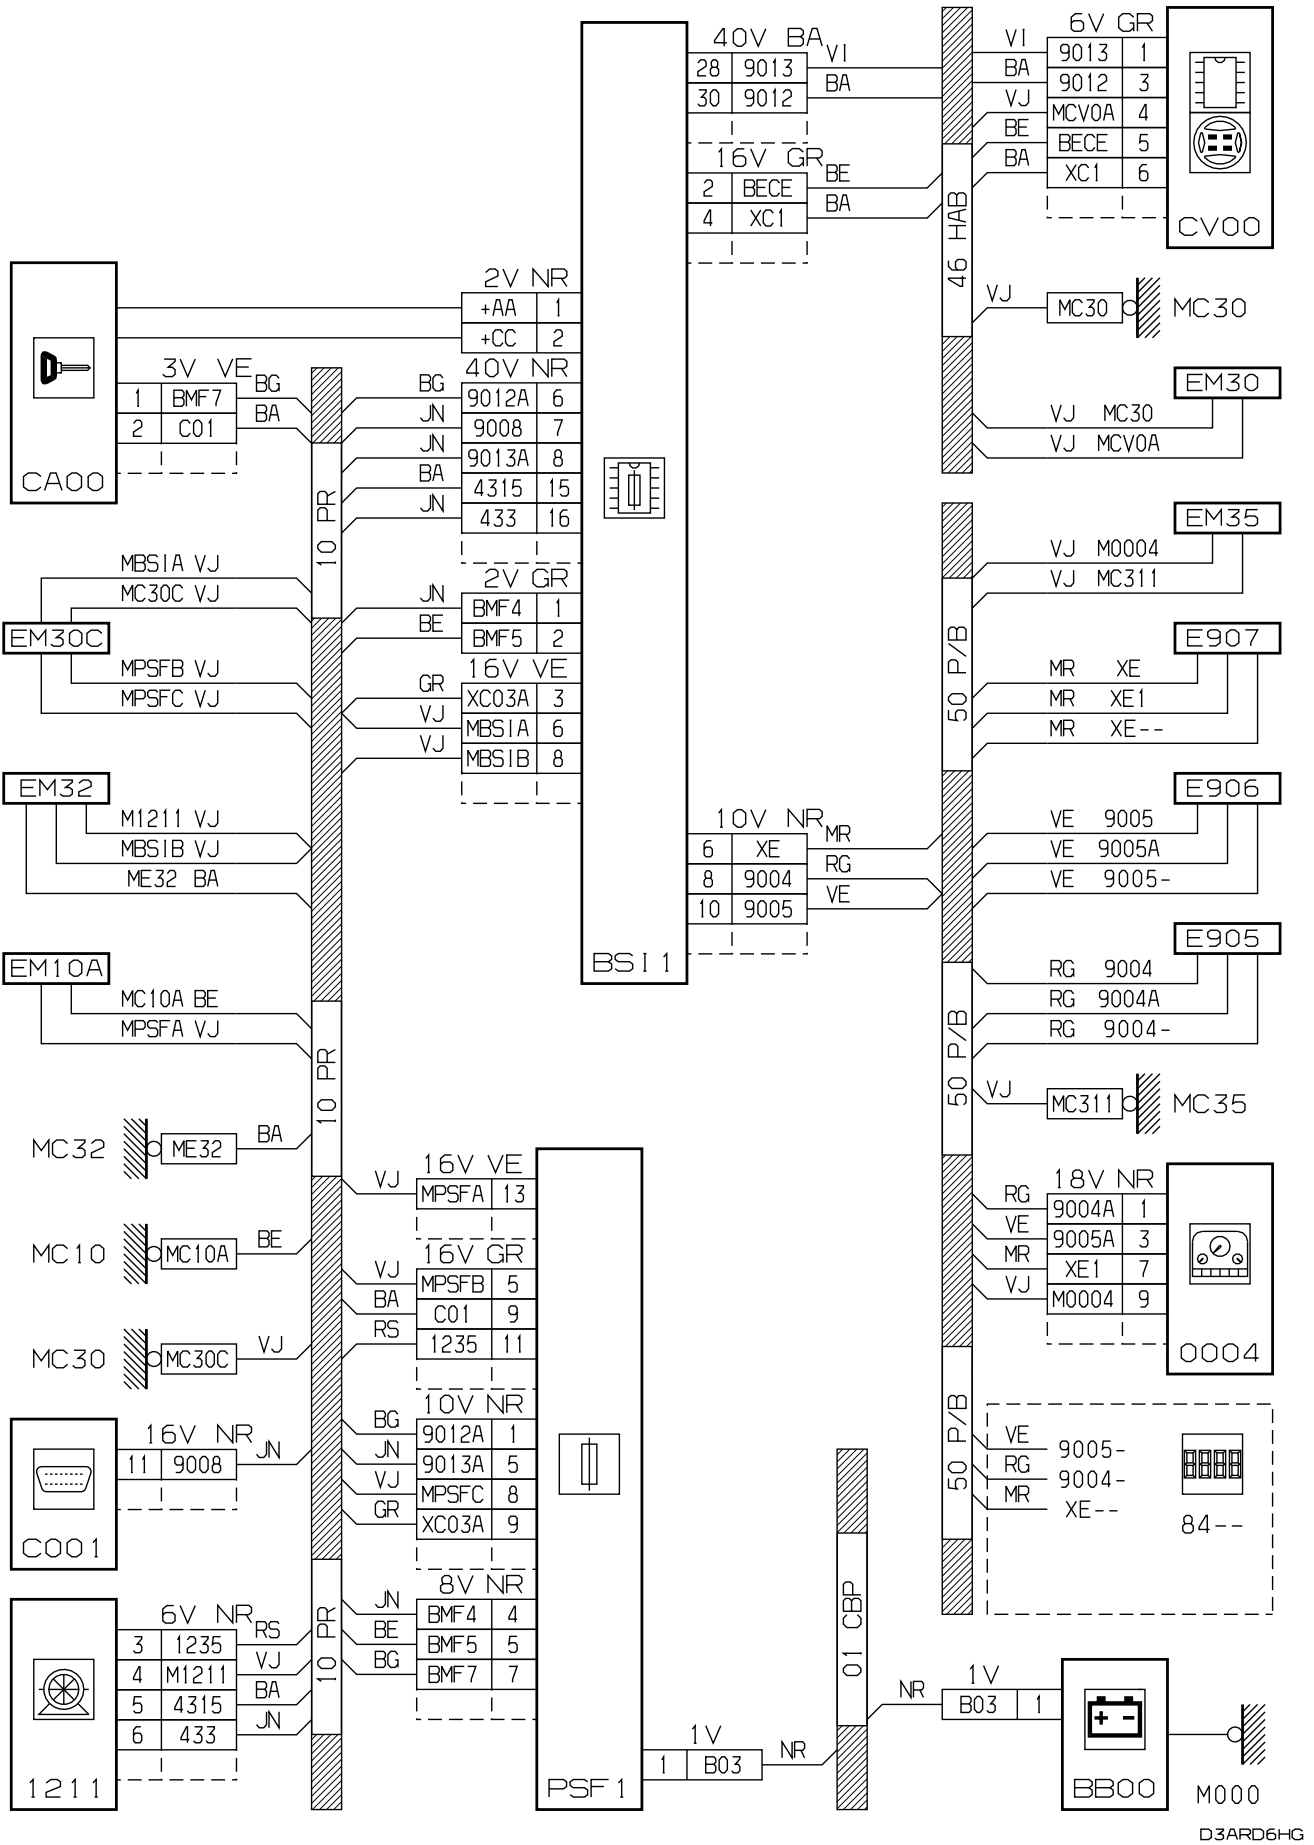 40V BA
28 9013 VI
30 9012 BA
16V GR
2 BECE BE
4 XC1 BA
6V GR
VI 9013 1
BA 9012 3
VJ MCV0A 4
BE BECE 5
BA XC1 6
CV00
46 HAB
VJ MC30 MC30
EM30
VJ MC30
VJ MCV0A
2V NR
+AA 1
+CC 2
3V VE
1 BMF7 BG
2 C01 BA
CA00
40V NR
BG 9012A 6
JN 9008 7
JN 9013A 8
BA 4315 15
JN 433 16
10 PR
MBSIA VJ
MC30C VJ
EM30C
MPSFB VJ
MPSFC VJ
2V GR
JN BMF4 1
BE BMF5 2
16V VE
GR XC03A 3
VJ MBSIA 6
VJ MBSIB 8
EM32
M1211 VJ
MBSIB VJ
ME32 BA
EM10A
MC10A BE
MPSFA VJ
10V NR
6 XE MR
8 9004 RG
10 9005 VE
BSI1
EM35
VJ M0004
VJ MC311
50 P/B
E907
MR XE
MR XE1
MR XE--
E906
VE 9005
VE 9005A
VE 9005-
E905
RG 9004
RG 9004A
RG 9004-
50 P/B
VJ MC311 MC35
10 PR
MC32 ME32 BA
MC10 MC10A BE
MC30 MC30C VJ
16V VE
VJ MPSFA 13
16V GR
VJ MPSFB 5
BA C01 9
RS 1235 11
10V NR
BG 9012A 1
JN 9013A 5
VJ MPSFC 8
GR XC03A 9
8V NR
JN BMF4 4
BE BMF5 5
BG BMF7 7
PSF1
18V NR
RG 9004A 1
VE 9005A 3
MR XE1 7
VJ M0004 9
0004
50 P/B
VE 9005-
RG 9004-
MR XE--
84--
16V NR
11 9008 JN
C001
10 PR
6V NR
3 1235 RS
4 M1211 VJ
5 4315 BA
6 433 JN
1211
1V
1 B03 NR
01 CBP
1V
NR B03 1
+ -
BB00
M000
D3ARD6HG